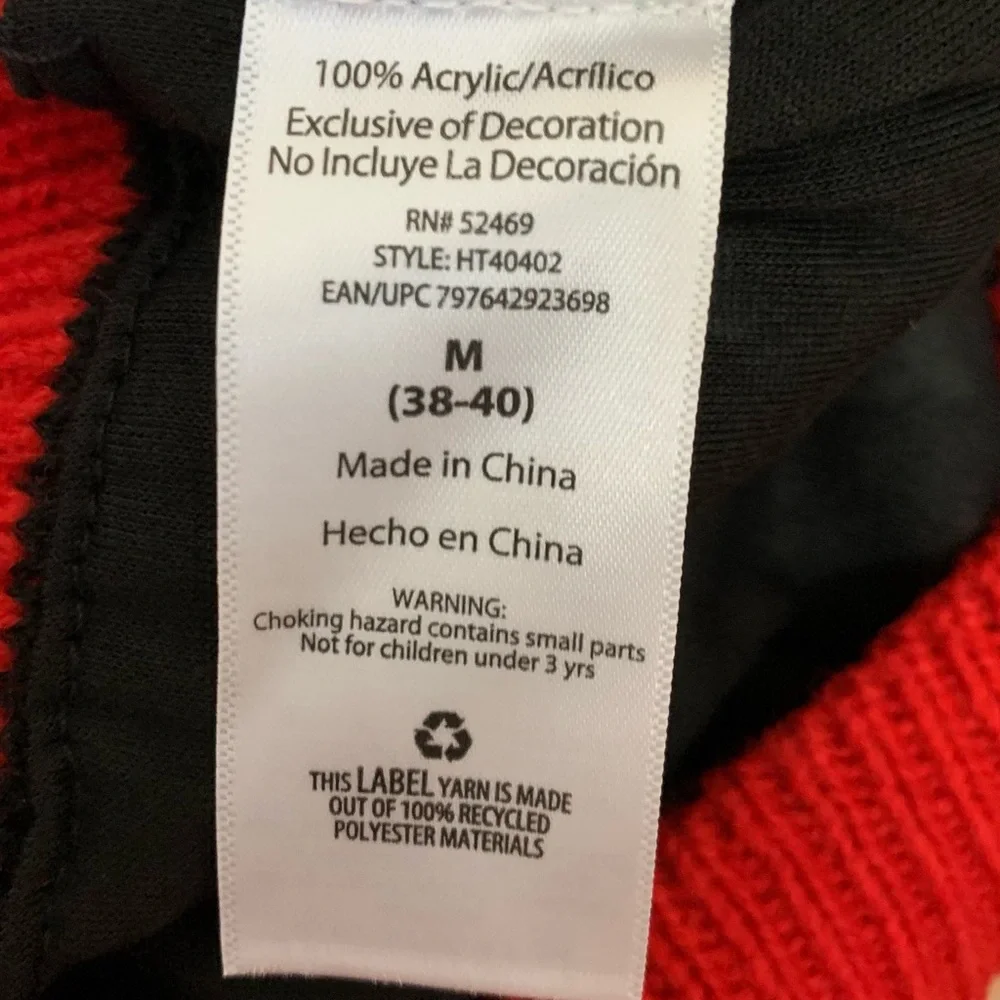 100% Acrylic/Acrílico
Exclusive of Decoration
No Incluye La Decoración
RN# 52469
STYLE: HT40402
EAN/UPC 797642923698
M
(38-40)
Made in China
Hecho en China
WARNING:
Choking hazard contains small parts
Not for children under 3 yrs
THIS LABEL YARN IS MADE
OUT OF 100% RECYCLED
POLYESTER MATERIALS